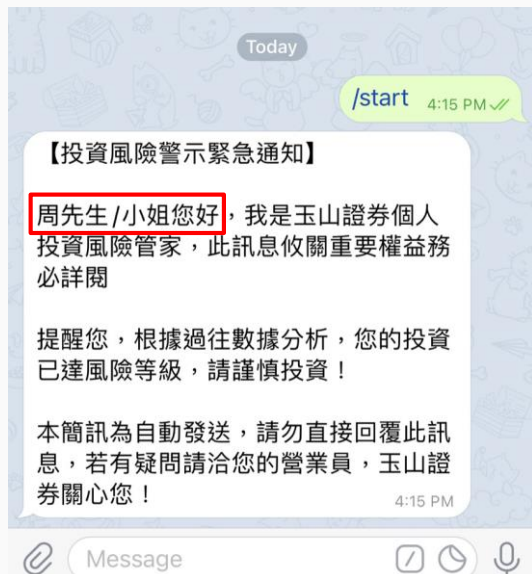 Today
/start 4:15 PM
【投資風險警示緊急通知】
周先生/小姐您好，我是玉山證券個人
投資風險管家，此訊息攸關重要權益務
必詳閱
提醒您，根據過往數據分析，您的投資
已達風險等級，請謹慎投資！
本簡訊為自動發送，請勿直接回覆此訊
息，若有疑問請洽您的營業員，玉山證
券關心您！
4:15 PM
Message